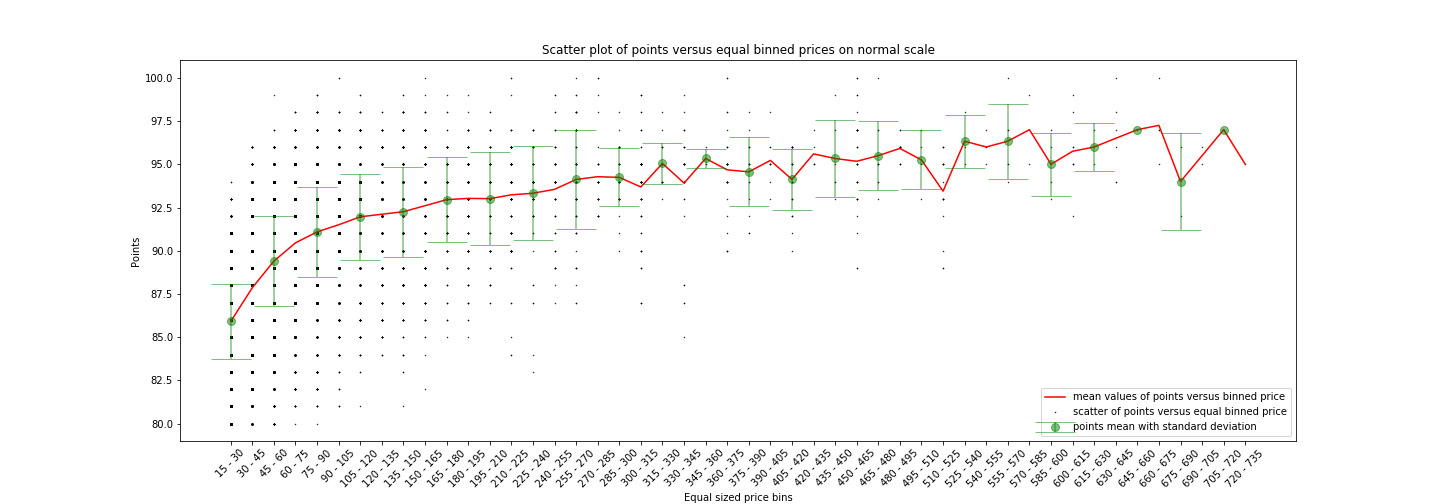 Scatter plot of points versus equal binned prices on normal scale
100.0
97.5
95.0
92.5
90.0
87.5
85.0
82.5
80.0
Points
mean values of points versus binned price
scatter of points versus equal binned price
points mean with standard deviation
15 - 30
30 - 45
45 - 60
60 - 75
75 - 90
90 - 105
105 - 120
120 - 135
135 - 150
150 - 165
165 - 180
180 - 195
195 - 210
210 - 225
225 - 240
240 - 255
255 - 270
270 - 285
285 - 300
300 - 315
315 - 330
330 - 345
345 - 360
360 - 375
375 - 390
390 - 405
405 - 420
420 - 435
435 - 450
450 - 465
465 - 480
480 - 495
495 - 510
510 - 525
525 - 540
540 - 555
555 - 570
570 - 585
585 - 600
600 - 615
615 - 630
630 - 645
645 - 660
660 - 675
675 - 690
690 - 705
705 - 720
720 - 735
Equal sized price bins